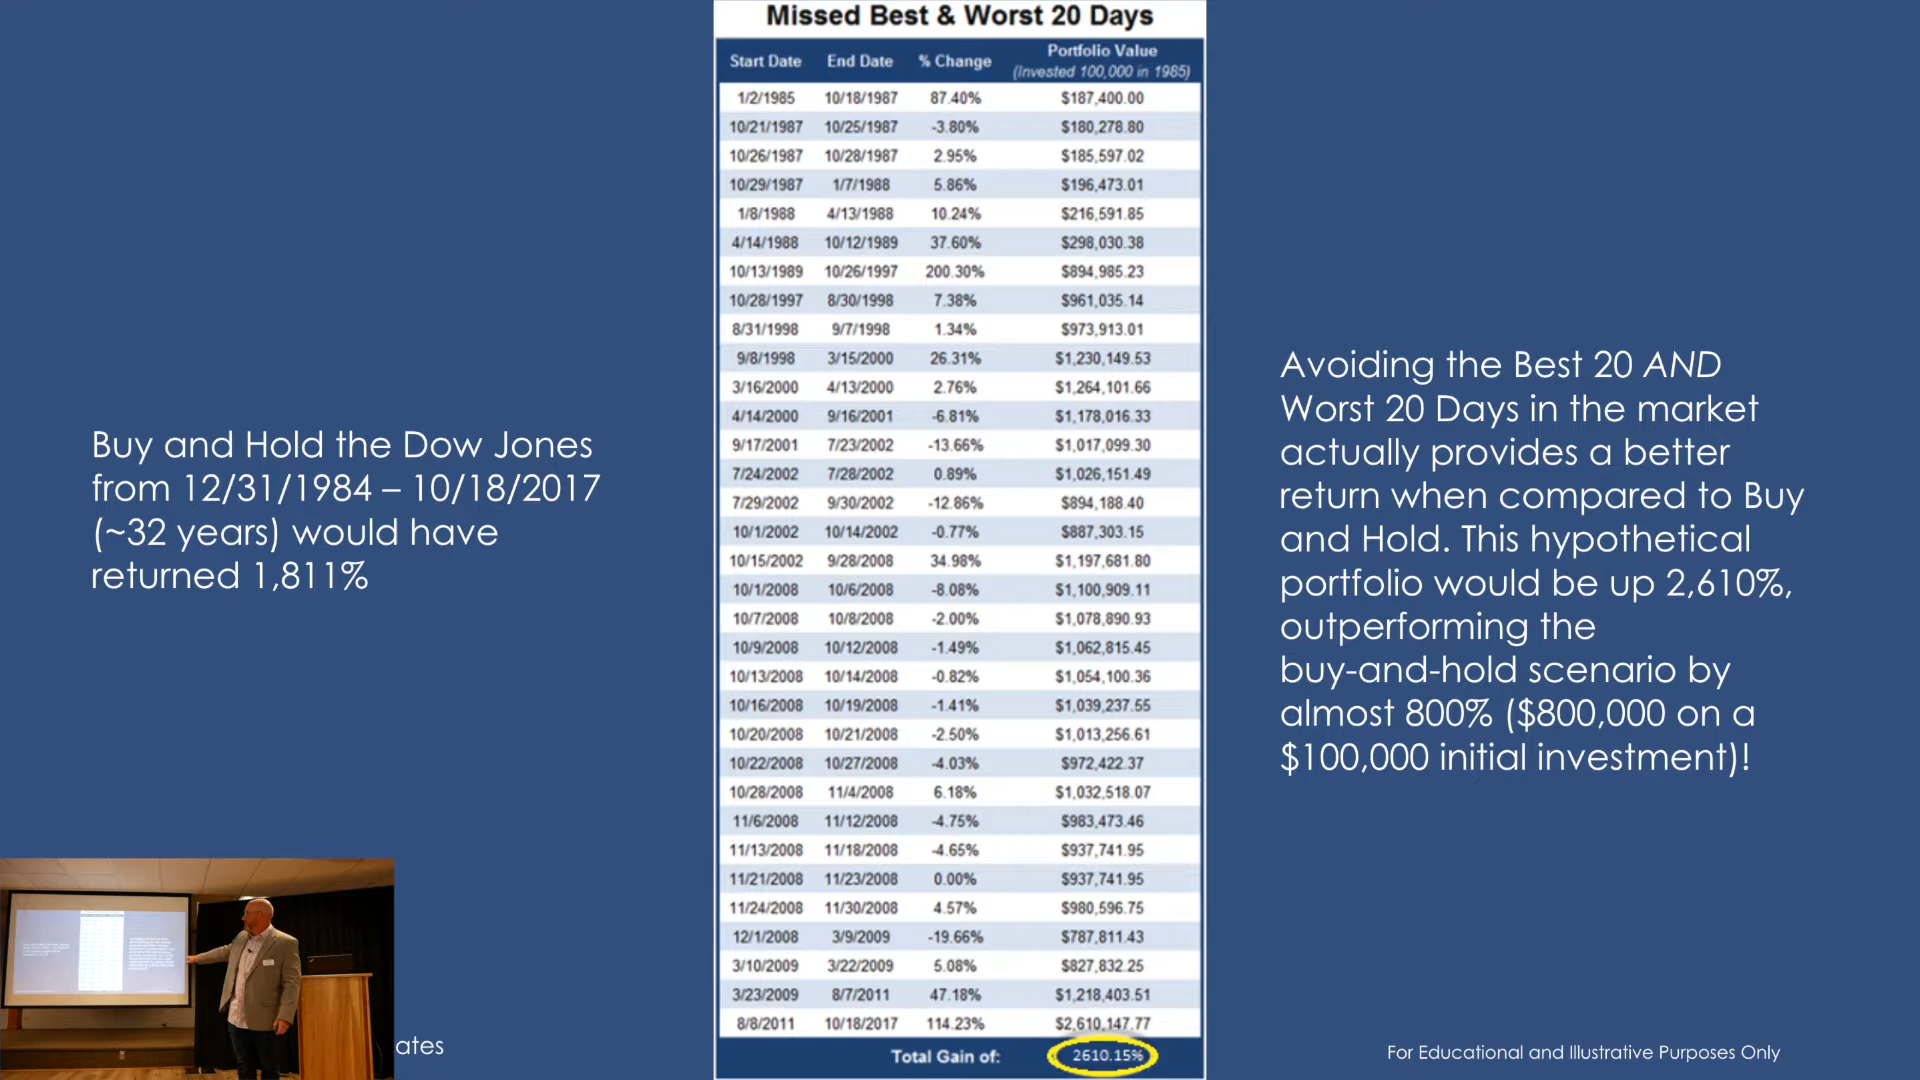 Missed Best & Worst 20 Days
Start Date End Date % Change Portfolio Value
(Invested 100,000 in 1985)
1/2/1985 10/18/1987 87.40% $187,400.00
10/21/1987 10/25/1987 -3.80% $180,278.80
10/26/1987 10/28/1987 2.95% $185,597.02
10/29/1987 1/7/1988 5.86% $196,473.01
1/8/1988 4/13/1988 10.24% $216,591.85
4/14/1988 10/12/1989 37.60% $298,030.38
10/13/1989 10/26/1997 200.30% $894,985.23
10/28/1997 8/30/1998 7.38% $961,035.14
8/31/1998 9/7/1998 1.34% $973,913.01
9/8/1998 3/15/2000 26.31% $1,230,149.53
3/16/2000 4/13/2000 2.76% $1,264,101.66
4/14/2000 9/16/2001 -6.81% $1,178,016.33
9/17/2001 7/23/2002 -13.66% $1,017,099.30
7/24/2002 7/28/2002 0.89% $1,026,151.49
7/29/2002 9/30/2002 -12.86% $894,188.40
10/1/2002 10/14/2002 -0.77% $887,303.15
10/15/2002 9/28/2008 34.98% $1,197,681.80
10/1/2008 10/6/2008 -8.08% $1,100,909.11
10/7/2008 10/8/2008 -2.00% $1,078,890.93
10/9/2008 10/12/2008 -1.49% $1,062,815.45
10/13/2008 10/14/2008 -0.82% $1,054,100.36
10/16/2008 10/19/2008 -1.41% $1,039,237.55
10/20/2008 10/21/2008 -2.50% $1,013,256.61
10/22/2008 10/27/2008 -4.03% $972,422.37
10/28/2008 11/4/2008 6.18% $1,032,518.07
11/6/2008 11/12/2008 -4.75% $983,473.46
11/13/2008 11/18/2008 -4.65% $937,741.95
11/21/2008 11/23/2008 0.00% $937,741.95
11/24/2008 11/30/2008 4.57% $980,596.75
12/1/2008 3/9/2009 -19.66% $787,811.43
3/10/2009 3/22/2009 5.08% $827,832.25
3/23/2009 8/7/2011 47.18% $1,218,403.51
8/8/2011 10/18/2017 114.23% $2,610,147.77
Total Gain of: 2610.15%
Buy and Hold the Dow Jones
from 12/31/1984 – 10/18/2017
(~32 years) would have
returned 1,811%
Avoiding the Best 20 AND
Worst 20 Days in the market
actually provides a better
return when compared to Buy
and Hold. This hypothetical
portfolio would be up 2,610%,
outperforming the
buy-and-hold scenario by
almost 800% ($800,000 on a
$100,000 initial investment)!
ates
For Educational and Illustrative Purposes Only